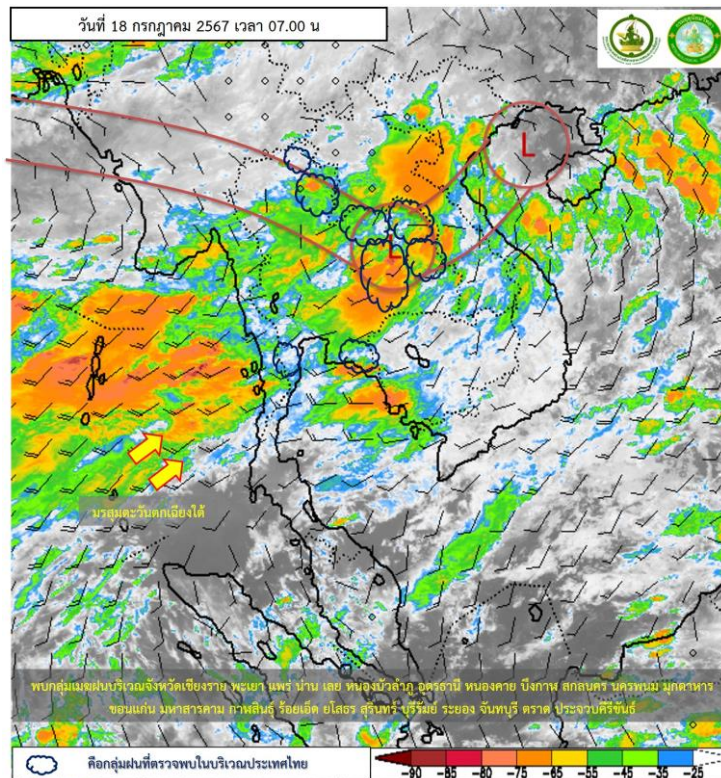 วันที่ 18 กรกฎาคม 2567 เวลา 07.00 น
L
L
มรสุมตะวันตกเฉียงใต้
พบกลุ่มเมฆฝนบริเวณจังหวัดเชียงราย พะเยา แพร่ น่าน เลย หนองบัวลำภู อุดรธานี หนองคาย บึงกาฬ สกลนคร นครพนม มุกดาหาร
ขอนแก่น มหาสารคาม กาฬสินธุ์ ร้อยเอ็ด ยโสธร สุรินทร์ บุรีรัมย์ ระยอง จันทบุรี ตราด ประจวบคีรีขันธ์
คือกลุ่มฝนที่ตรวจพบในบริเวณประเทศไทย
-90 -85 -80 -75 -65 -55 -45 -35 -25